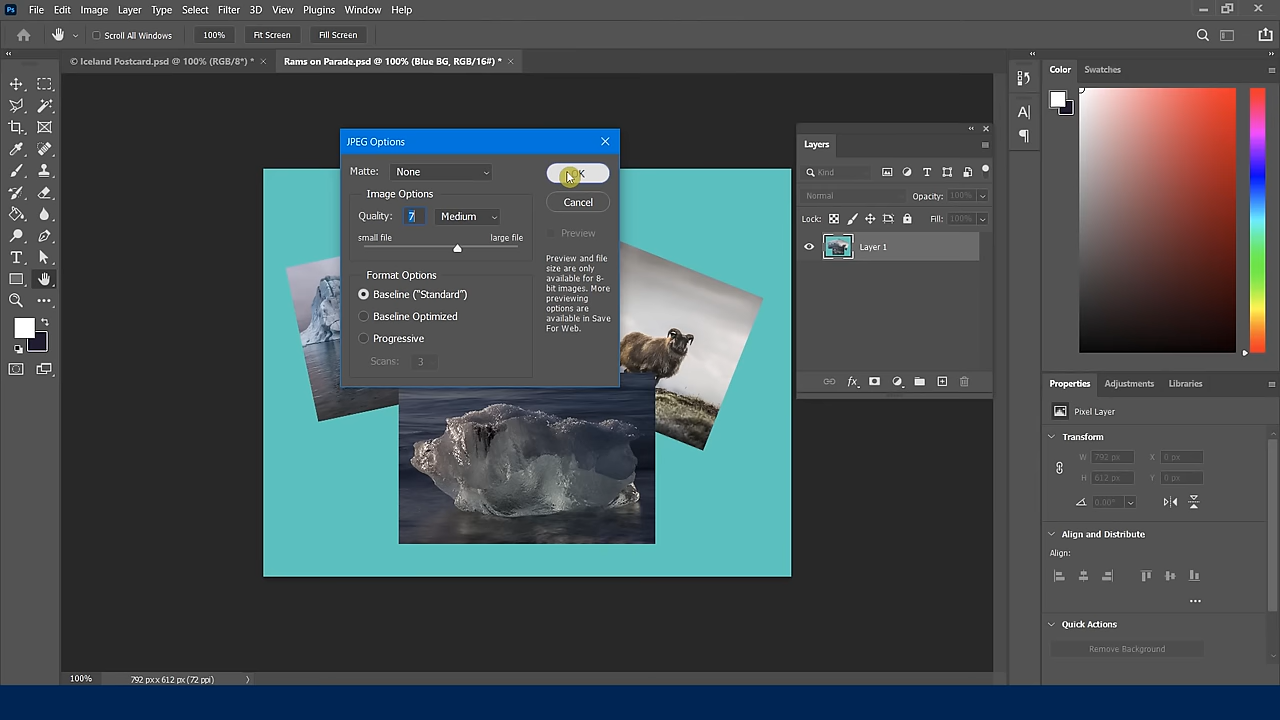 Ps File Edit Image Layer Type Select Filter 3D View Plugins Window Help
Scroll All Windows 100% Fit Screen Fill Screen
© Iceland Postcard.psd @ 100% (RGB/8*) * Rams on Parade.psd @ 100% (Blue BG, RGB/16#) *
JPEG Options
Matte: None
OK
Image Options
Quality: 7 Medium
Cancel
small file large file
Preview
Preview and file
size are only
available for 8-
bit images. More
previewing
options are
available in Save
For Web.
Format Options
Baseline ("Standard")
Baseline Optimized
Progressive
Scans: 3
Layers
Kind
Normal Opacity: 100%
Lock: Fill: 100%
Layer 1
fx
Color Swatches
Properties Adjustments Libraries
Pixel Layer
Transform
W 792 px X 0 px
H 612 px Y 0 px
0.00°
Align and Distribute
Align:
Quick Actions
Remove Background
100% 792 px x 612 px (72 ppi)